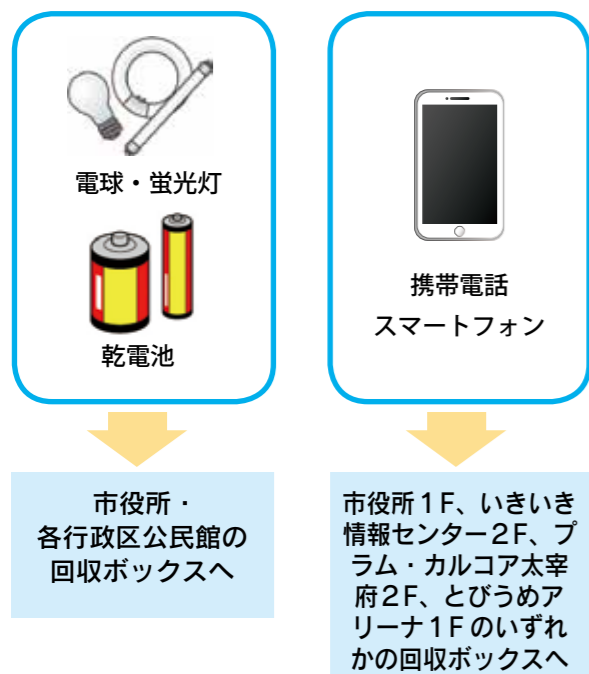 電球・蛍光灯
乾電池
市役所・
各行政区公民館の
回収ボックスへ
携帯電話
スマートフォン
市役所1F、いきいき
情報センター2F、プ
ラム・カルコア太宰
府2F、とびうめア
リーナ1Fのいずれ
かの回収ボックスへ